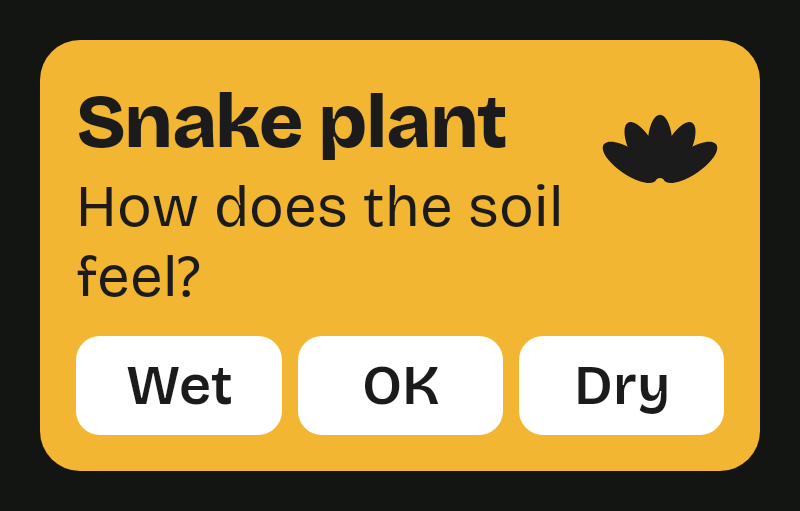 Snake plant
How does the soil
feel?
Wet
OK
Dry